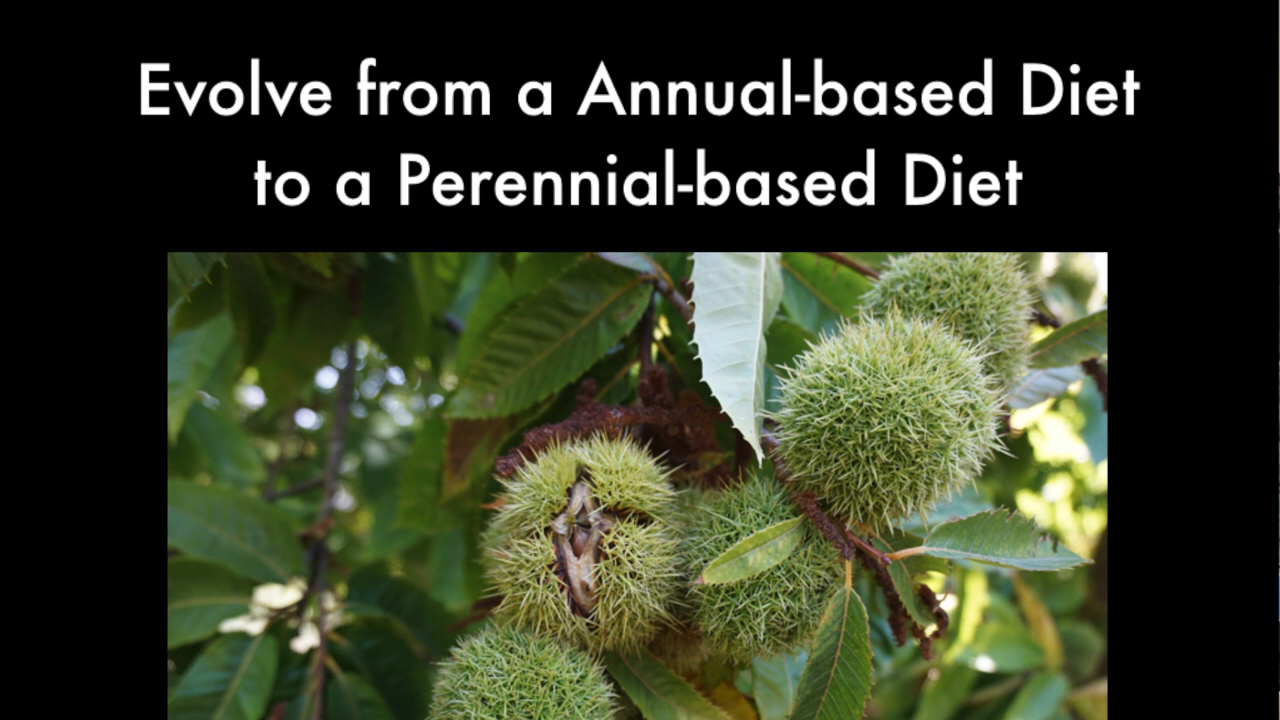 Evolve from a Annual-based Diet
to a Perennial-based Diet